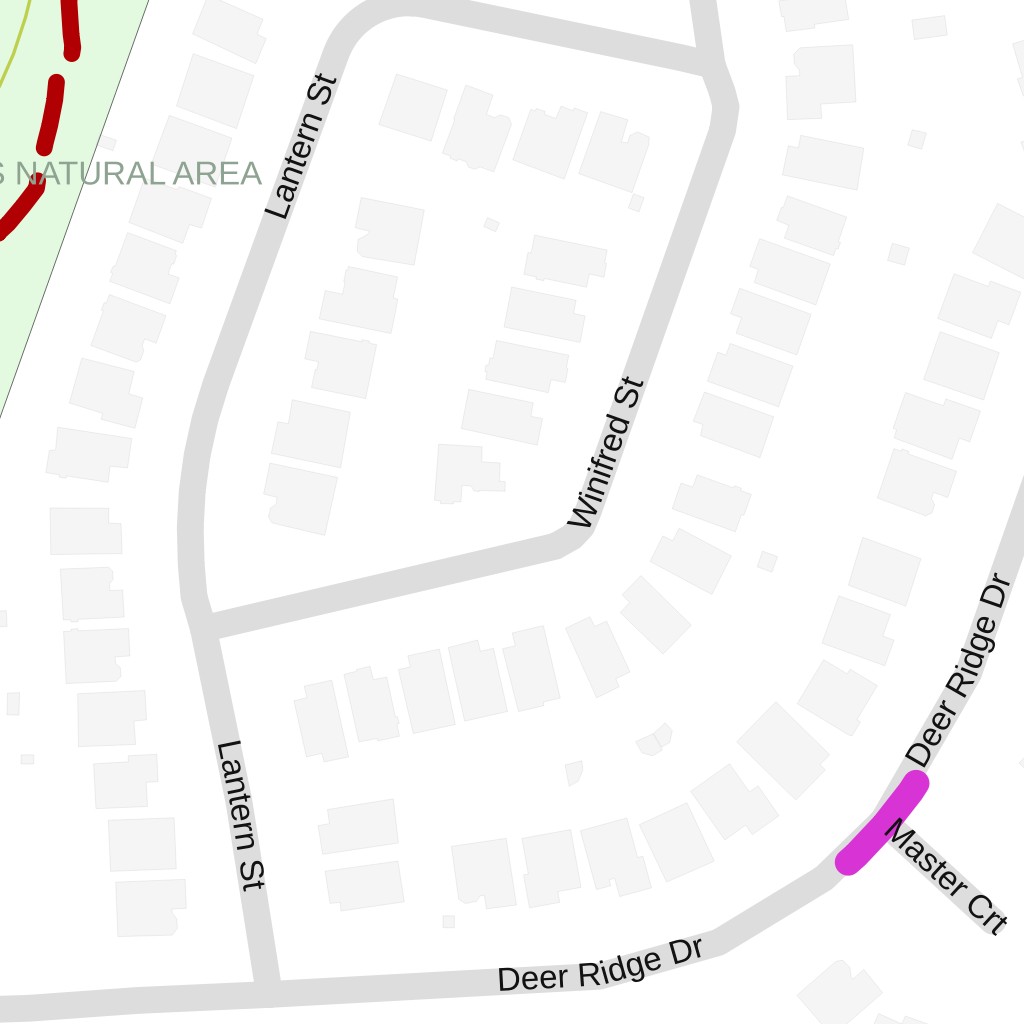 Lantern St
S NATURAL AREA
Winifred St
Deer Ridge Dr
Lantern St
Master Crt
Deer Ridge Dr